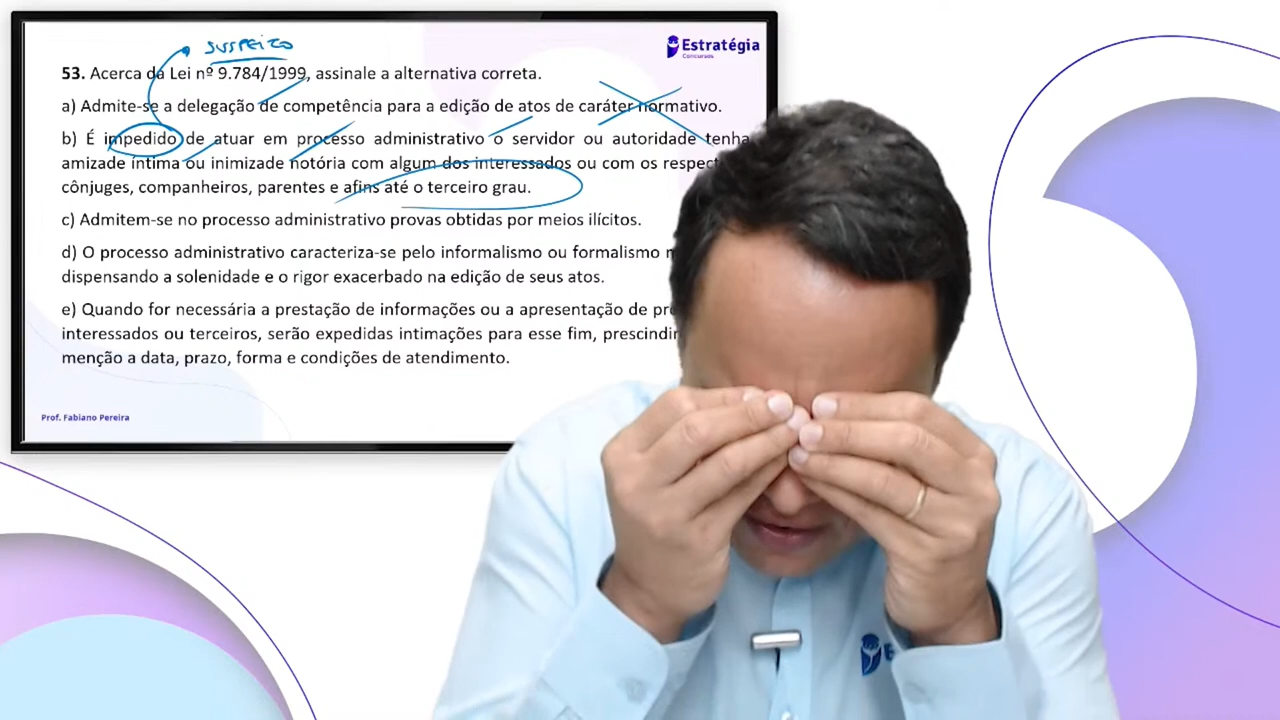 SUSPEITO
Estratégia
Concursos
53. Acerca da Lei nº 9.784/1999, assinale a alternativa correta.
a) Admite-se a delegação de competência para a edição de atos de caráter normativo.
b) É impedido de atuar em processo administrativo o servidor ou autoridade tenha
amizade íntima ou inimizade notória com algum dos interessados ou com os
cônjuges, companheiros, parentes e afins até o terceiro grau.
c) Admitem-se no processo administrativo provas obtidas por meios ilícitos.
d) O processo administrativo caracteriza-se pelo informalismo ou formalismo
dispensando a solenidade e o rigor exacerbado na edição de seus atos.
e) Quando for necessária a prestação de informações ou a apresentação de
interessados ou terceiros, serão expedidas intimações para esse fim,
menção a data, prazo, forma e condições de atendimento.
Prof. Fabiano Pereira